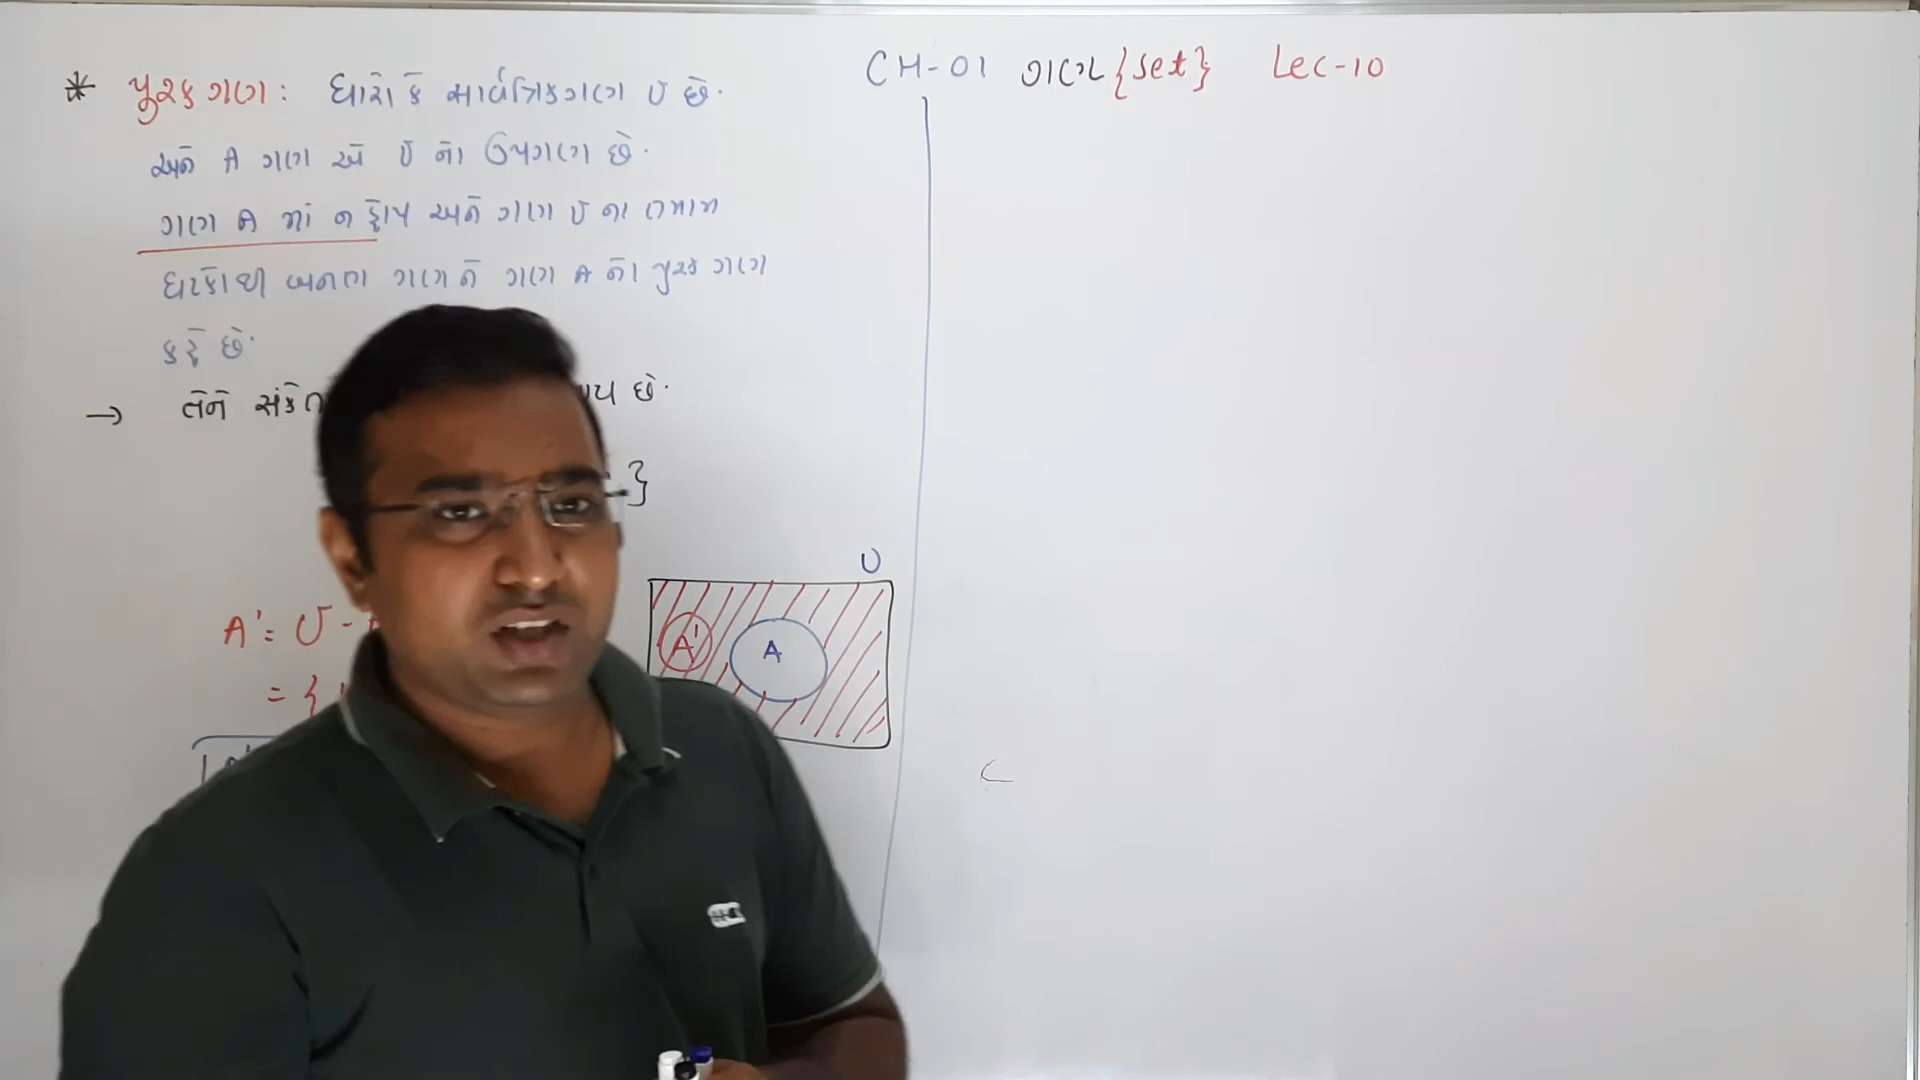 CH-01 ગણ {Set} Lec-10
* પુરક ગણ : ધારો કે સાર્વત્રિકગણ U છે.
અને A ગણ એ U નો ઉપગણ છે.
ગણ A માં ન હોય અને ગણ U ના તમામ
ઘટકોથી બનતા ગણ ને ગણ A નો પુરક ગણ
કહે છે.
→ તેને સંકેત
છે.
}
U
A' = U -
A'
A
= {